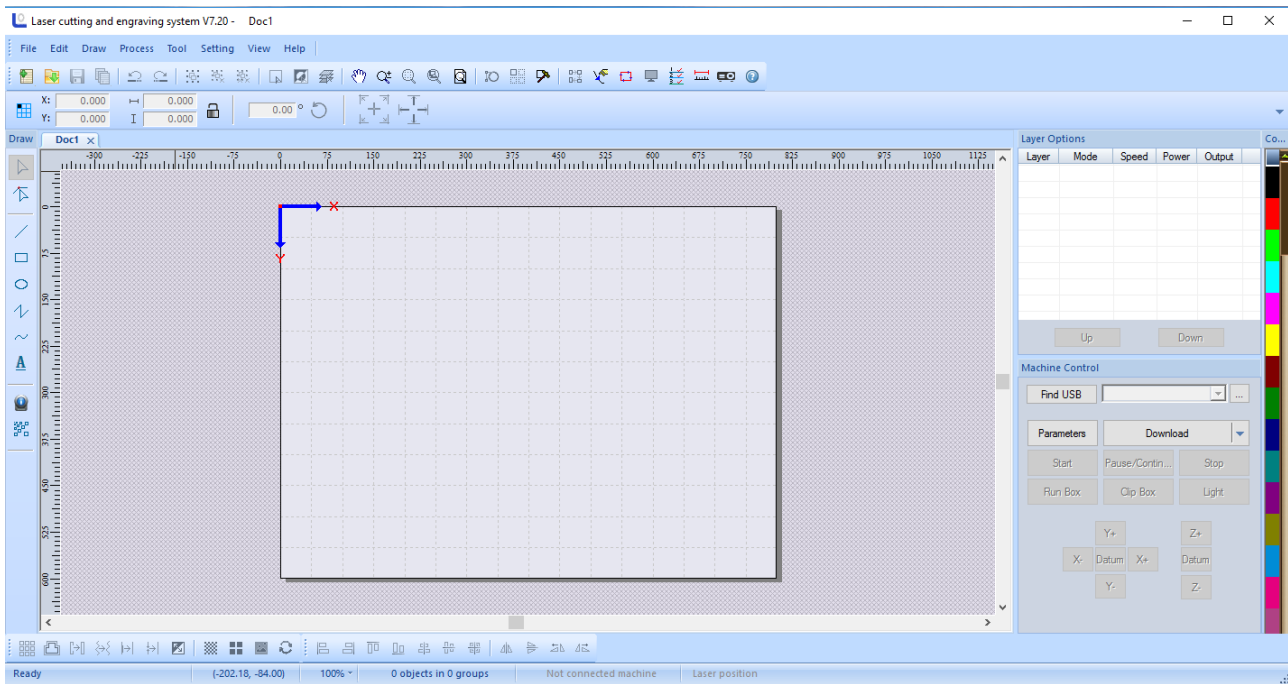 Laser cutting and engraving system V7.20 - Doc1
File Edit Draw Process Tool Setting View Help
X: 0.000 0.000 0.00 °
Y: 0.000 0.000
Draw Doc1 Layer Options Co...
-300 -225 -150 -75 0 75 150 225 300 375 450 525 600 675 750 825 900 975 1050 1125
Layer Mode Speed Power Output
0
X
Y
75
150
225
300
375
450
525
600
Up Down
Machine Control
Find USB ...
Parameters Download
Start Pause/Contin... Stop
Run Box Clip Box Light
Y+ Z+
X- Datum X+ Datum
Y- Z-
Ready (-202.18, -84.00) 100% 0 objects in 0 groups Not connected machine Laser position